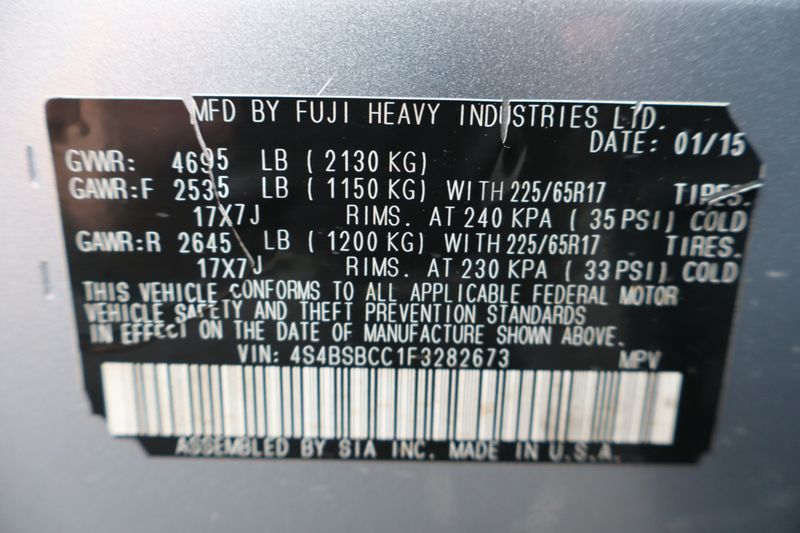 MFD BY FUJI HEAVY INDUSTRIES LTD.
DATE: 01/15
GVWR: 4695 LB ( 2130 KG)
GAWR:F 2535 LB ( 1150 KG) WITH 225/65R17 TIRES.
17X7J RIMS. AT 240 KPA ( 35 PSI) COLD
GAWR:R 2645 LB ( 1200 KG) WITH 225/65R17 TIRES.
17X7J RIMS. AT 230 KPA ( 33 PSI) COLD
THIS VEHICLE CONFORMS TO ALL APPLICABLE FEDERAL MOTOR
VEHICLE SAFETY AND THEFT PREVENTION STANDARDS
IN EFFECT ON THE DATE OF MANUFACTURE SHOWN ABOVE.
VIN: 4S4BSBCC1F3282673 MPV
ASSEMBLED BY SIA INC. MADE IN U.S.A.